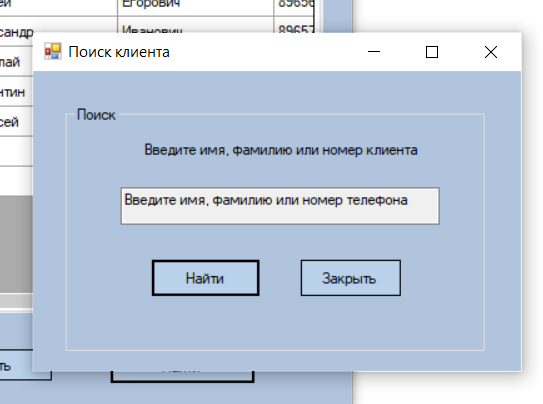 Егорович
Иванович
Поиск клиента
Поиск
Введите имя, фамилию или номер клиента
Введите имя, фамилию или номер телефона
Найти
Закрыть